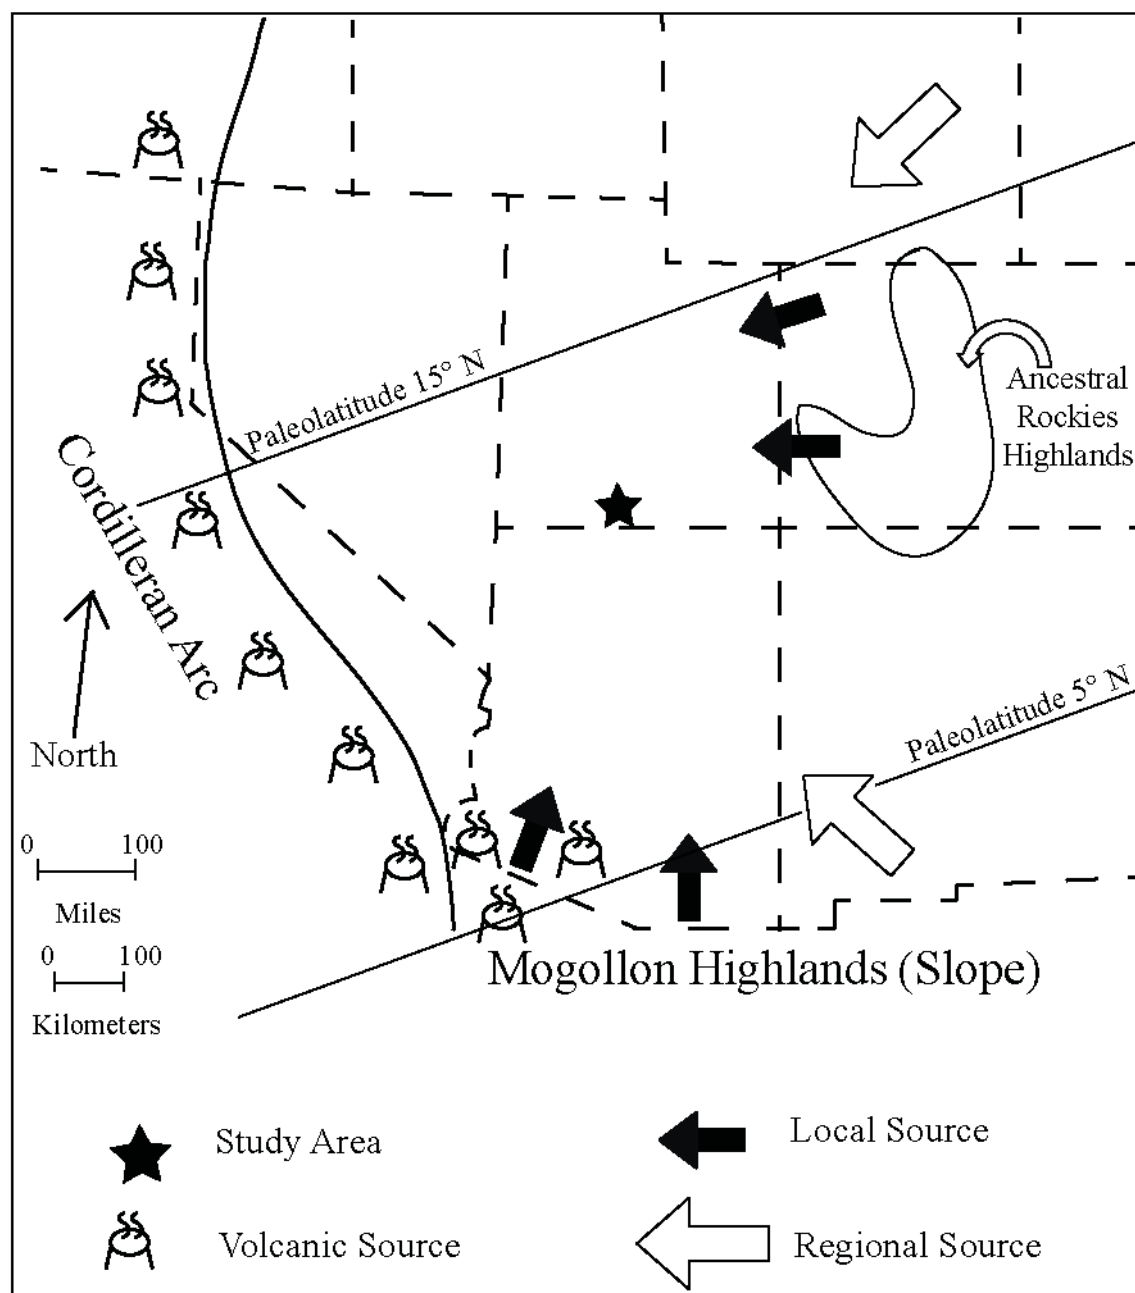 Paleolatitude 15° N
Ancestral
Rockies
Highlands
Cordilleran Arc
Paleolatitude 5° N
North
0 100
Miles
0 100
Kilometers
Mogollon Highlands (Slope)
Study Area
Local Source
Volcanic Source
Regional Source